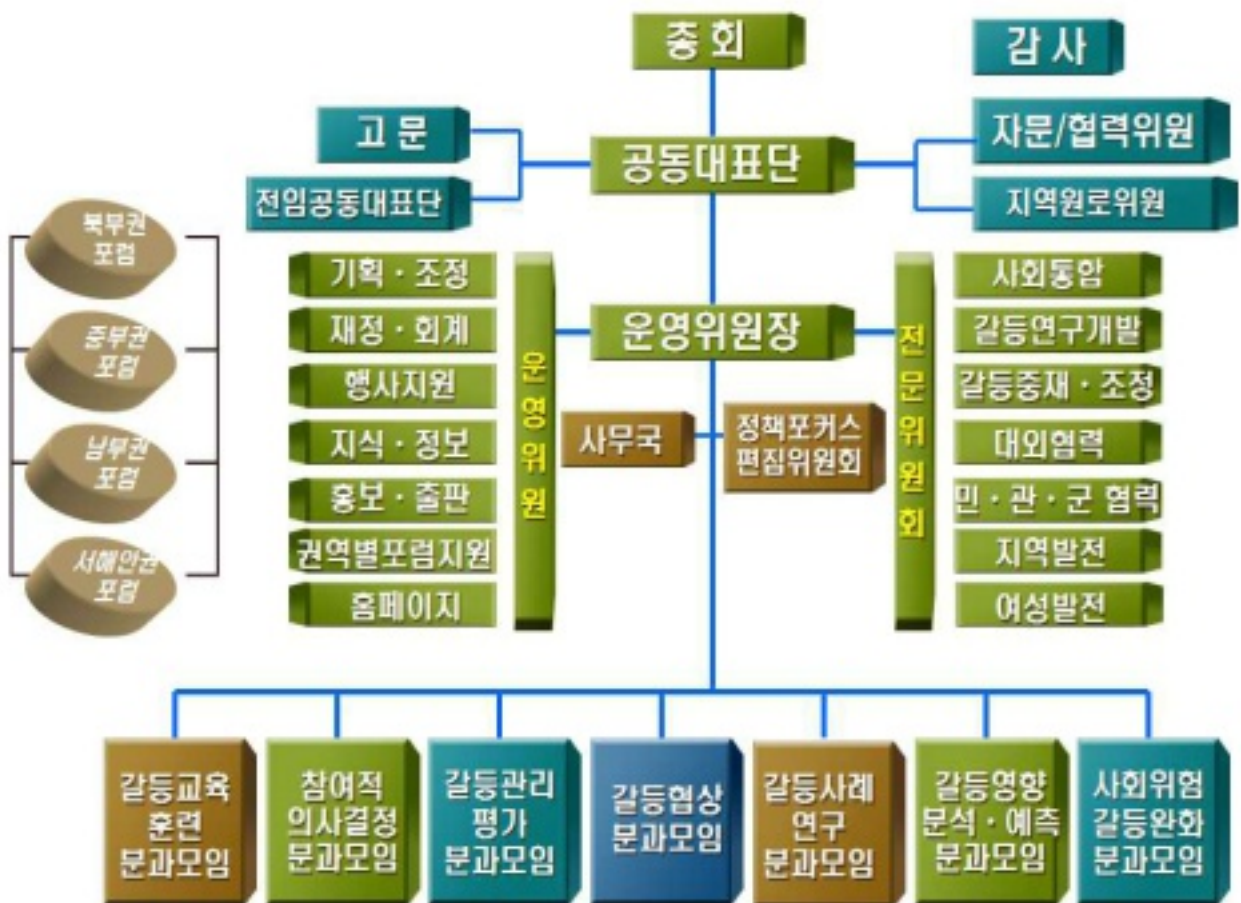 총 회
감 사
고 문
공동대표단
자문/협력위원
전임공동대표단
지역원로위원
북부권
포럼
중부권
포럼
남부권
포럼
서해안권
포럼
기획 · 조정
재정 · 회계
행사지원
지식 · 정보
홍보 · 출판
권역별포럼지원
홈페이지
운영위원
운영위원장
사무국
정책포커스
편집위원회
전문위원회
사회통합
갈등연구개발
갈등중재 · 조정
대외협력
민 · 관 · 군 협력
지역발전
여성발전
갈등교육
훈련
분과모임
참여적
의사결정
분과모임
갈등관리
평가
분과모임
갈등협상
분과모임
갈등사례
연구
분과모임
갈등영향
분석 · 예측
분과모임
사회위험
갈등완화
분과모임